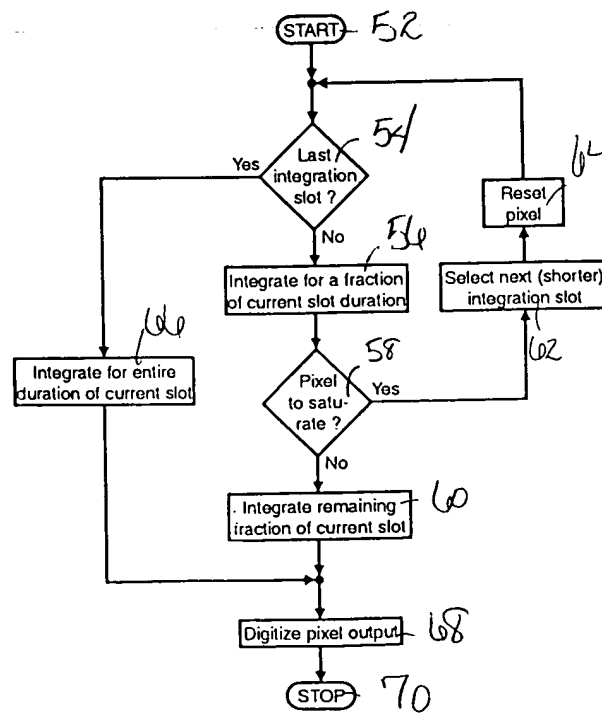 START 52
Last
integration
slot ?
54
Yes
No
Reset
pixel
64
Integrate for a fraction
of current slot duration
56
Select next (shorter)
integration slot
62
Integrate for entire
duration of current slot
66
Pixel
to satu-
rate ?
58
Yes
No
Integrate remaining
fraction of current slot
60
Digitize pixel output 68
STOP 70